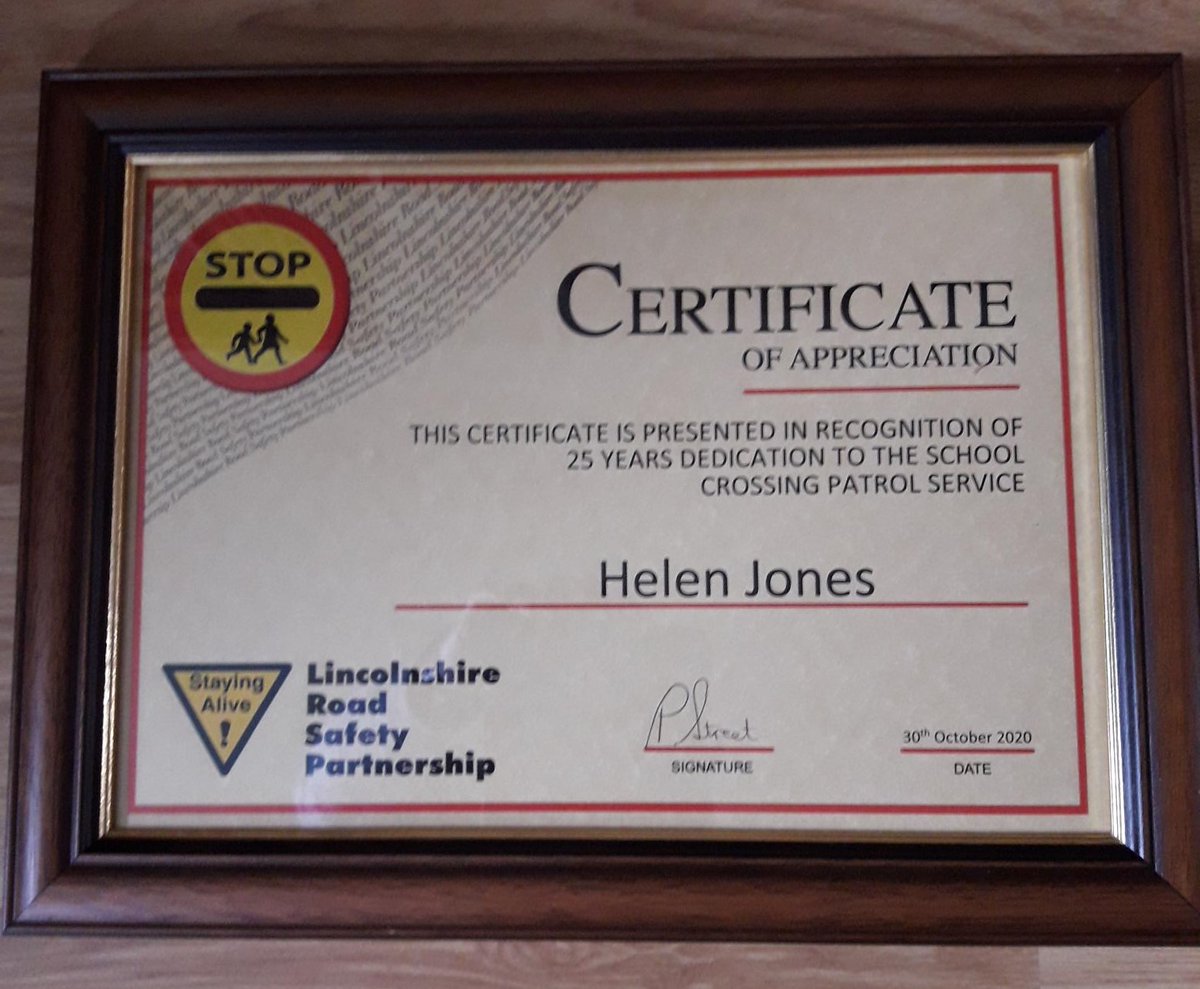 STOP
CERTIFICATE
OF APPRECIATION
THIS CERTIFICATE IS PRESENTED IN RECOGNITION OF
25 YEARS DEDICATION TO THE SCHOOL
CROSSING PATROL SERVICE
Helen Jones
Staying
Alive
!
Lincolnshire
Road
Safety
Partnership
P Street
SIGNATURE
30th October 2020
DATE